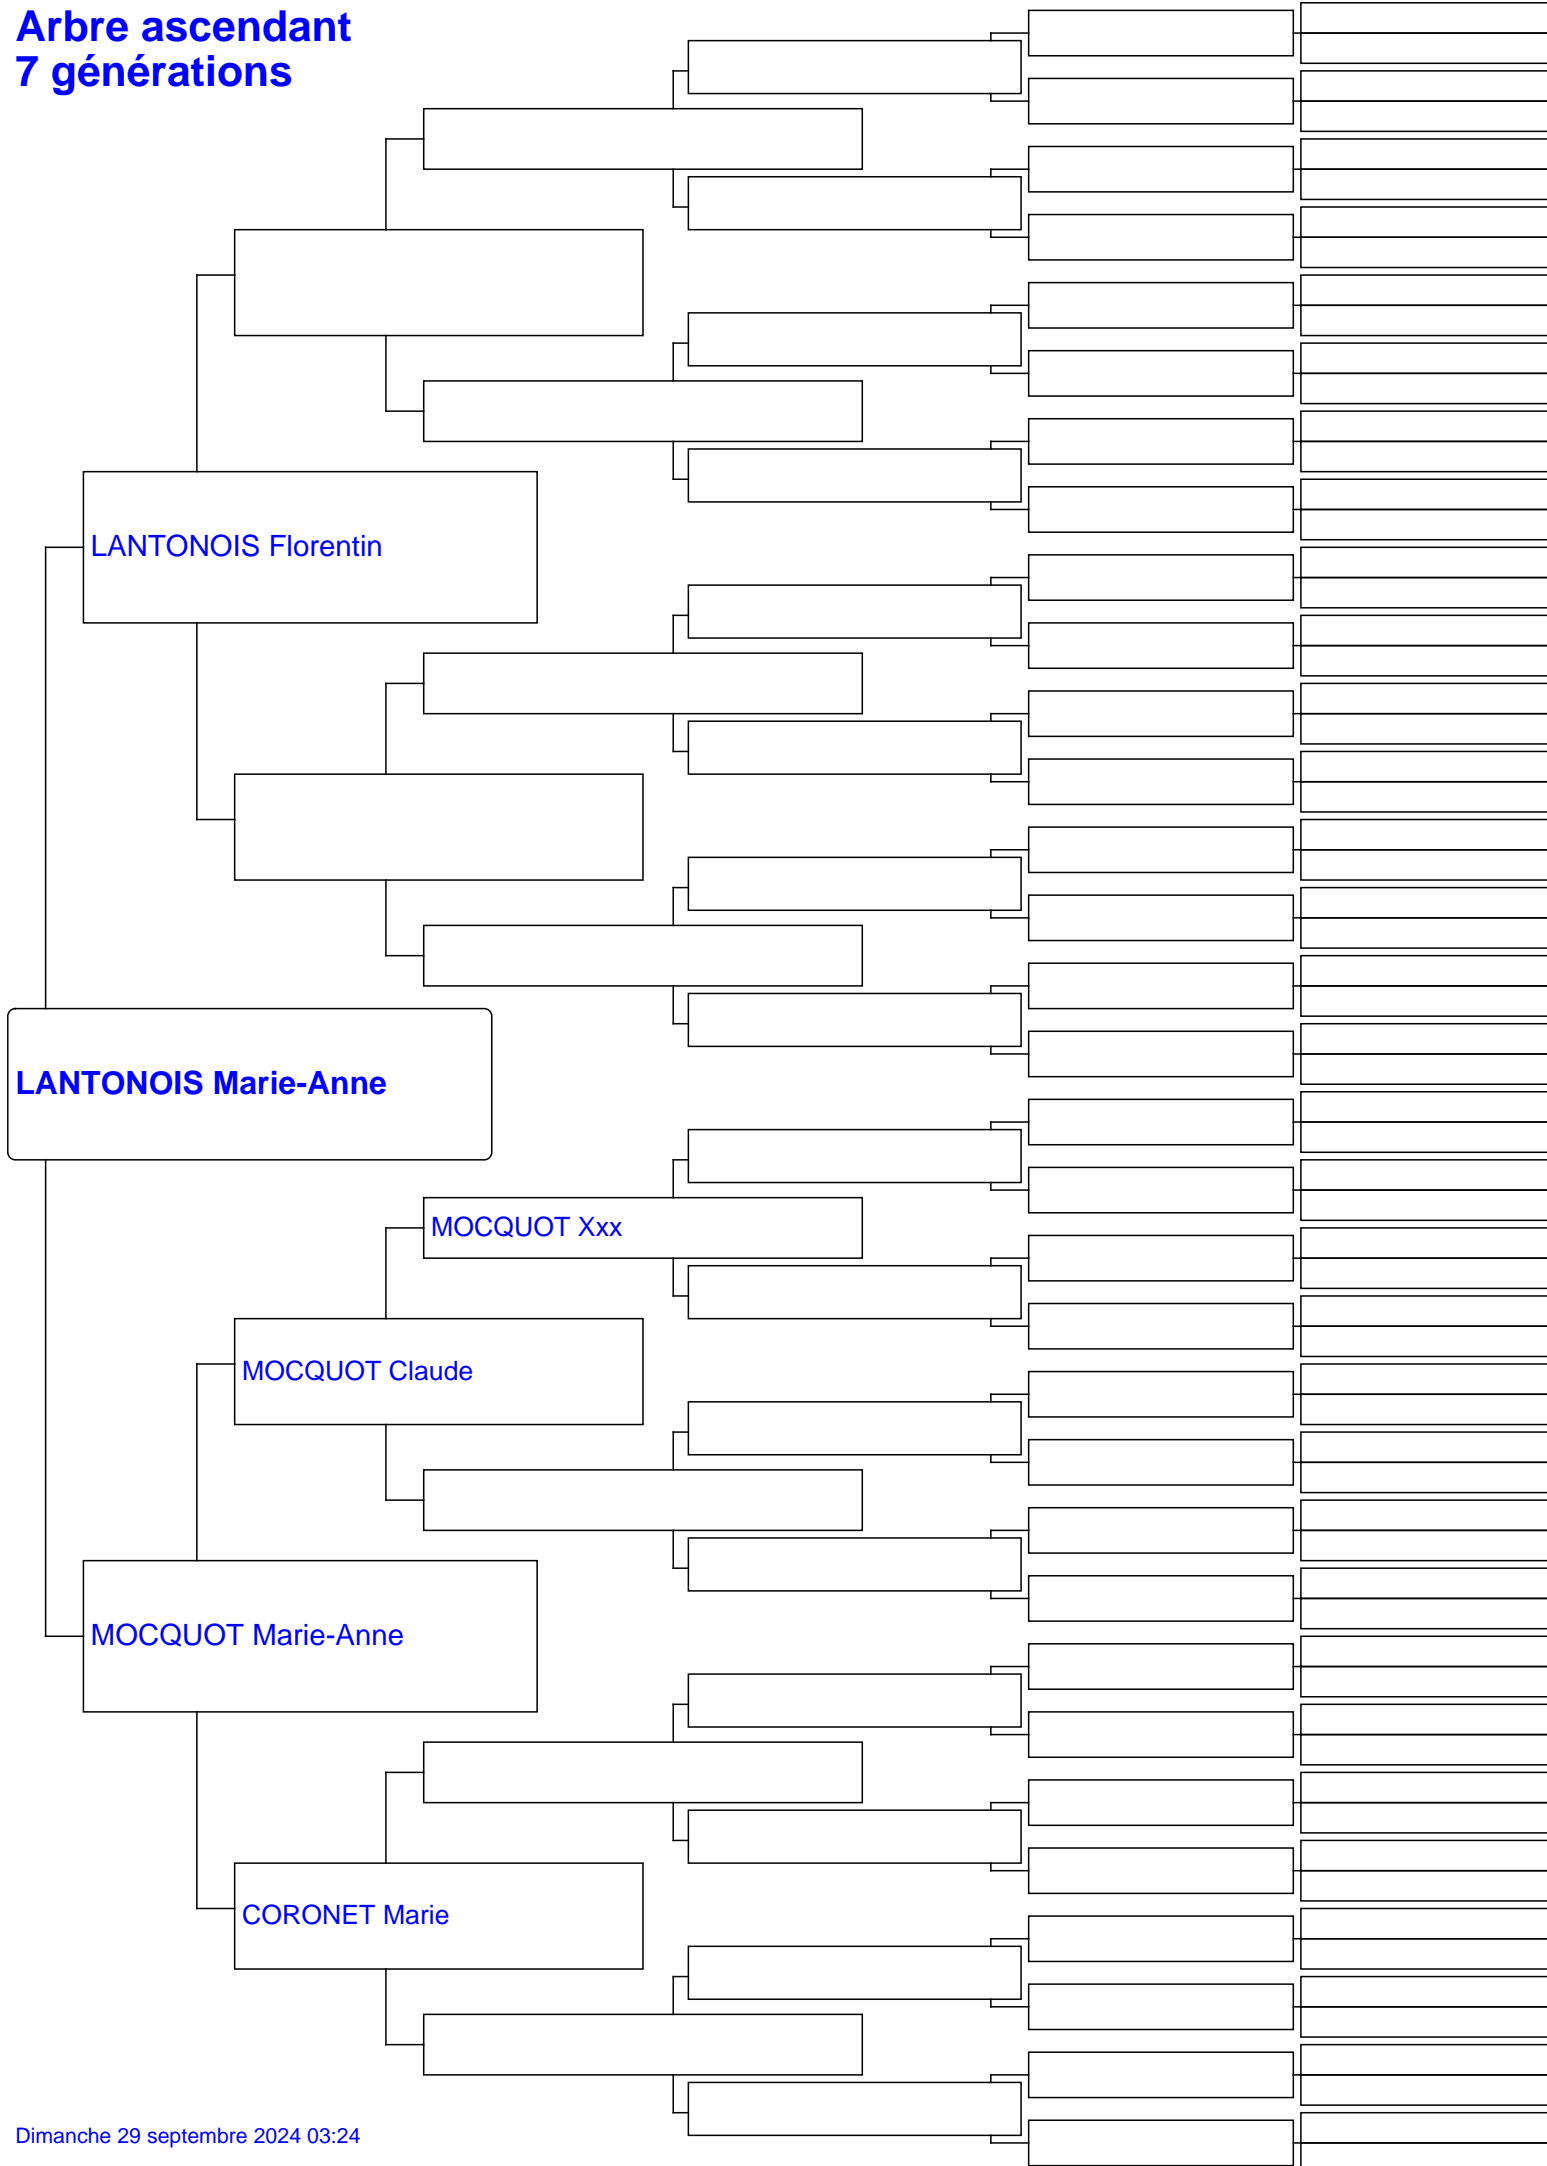 Arbre ascendant
7 générations
LANTONOIS Florentin
LANTONOIS Marie-Anne
MOCQUOT Xxx
MOCQUOT Claude
MOCQUOT Marie-Anne
CORONET Marie
Dimanche 29 septembre 2024 03:24